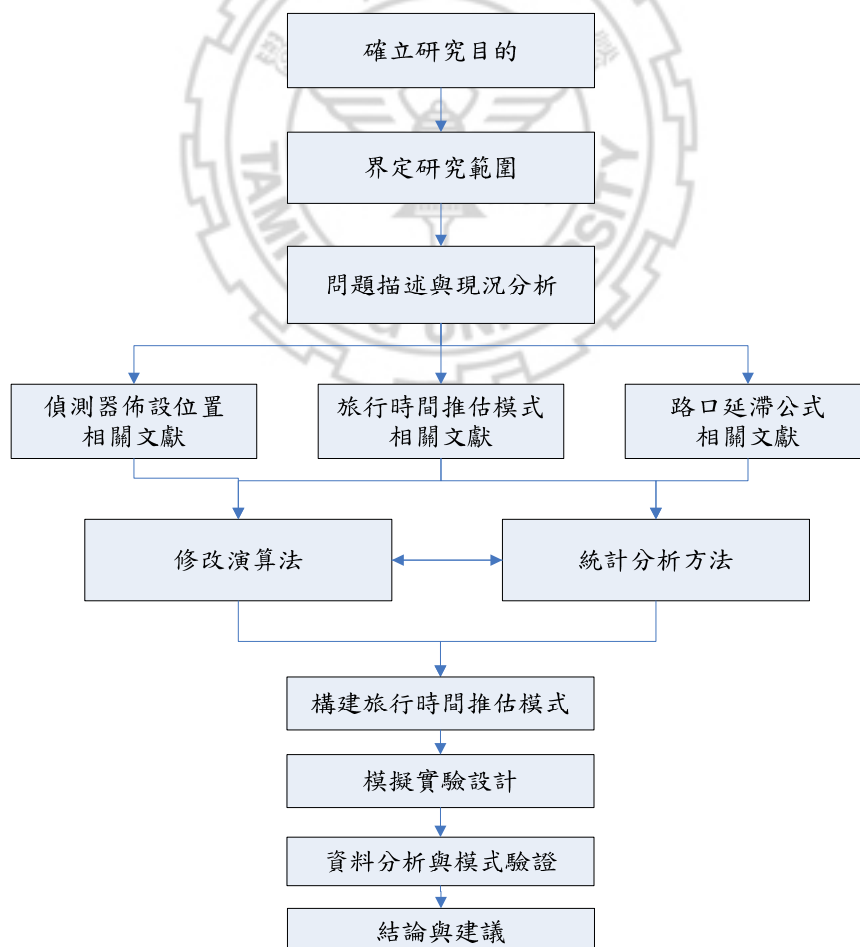 確立研究目的
界定研究範圍
問題描述與現況分析
偵測器佈設位置
相關文獻
旅行時間推估模式
相關文獻
路口延滯公式
相關文獻
修改演算法
統計分析方法
構建旅行時間推估模式
模擬實驗設計
資料分析與模式驗證
結論與建議